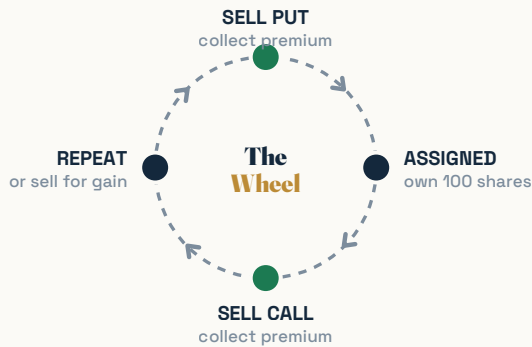 SELL PUT
collect premium
REPEAT
or sell for gain
The
Wheel
ASSIGNED
own 100 shares
SELL CALL
collect premium